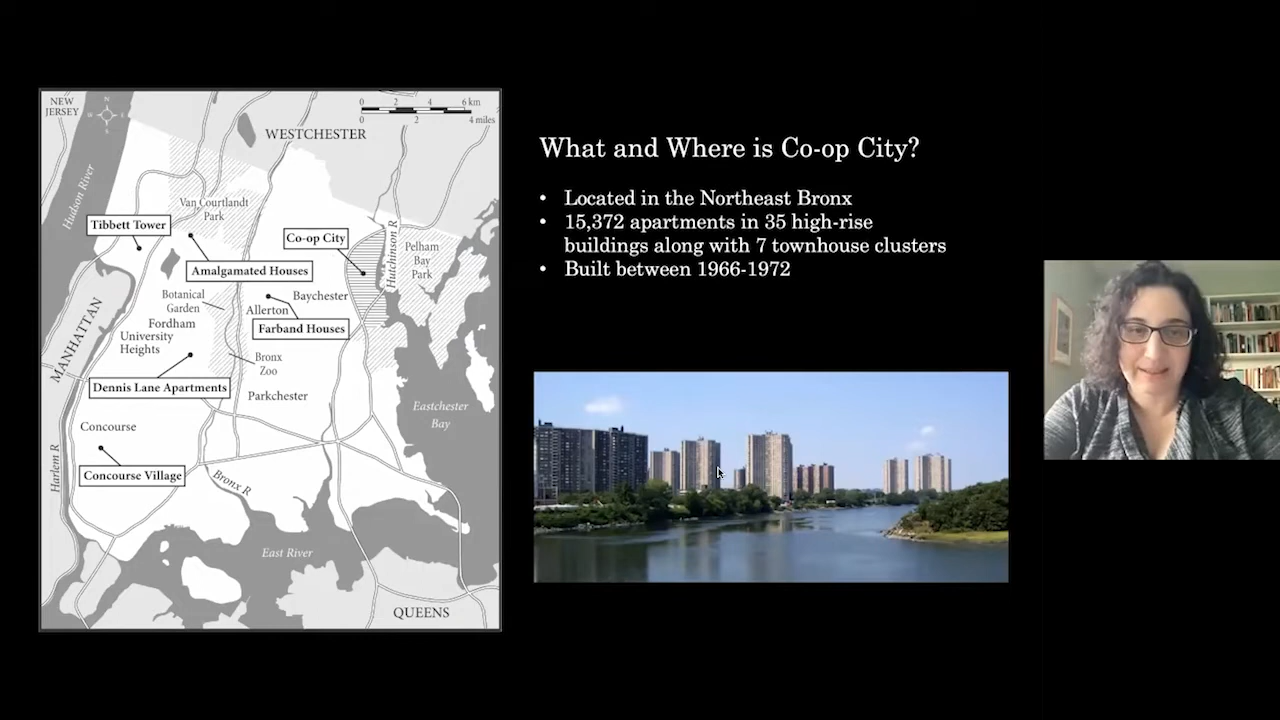 NEW
JERSEY
N
W
E
S
0 2 4 6 km
0 2 4 miles
WESTCHESTER
Hudson River
Van Courtlandt
Park
Tibbett Tower
Co-op City
Hutchinson R
Pelham
Bay
Park
Amalgamated Houses
Botanical
Garden
Baychester
Allerton
Farband Houses
Fordham
University
Heights
MANHATTAN
Bronx
Zoo
Dennis Lane Apartments
Parkchester
Eastchester
Bay
Concourse
Harlem R
Concourse Village
Bronx R
East River
QUEENS
What and Where is Co-op City?
• Located in the Northeast Bronx
• 15,372 apartments in 35 high-rise
buildings along with 7 townhouse clusters
• Built between 1966-1972